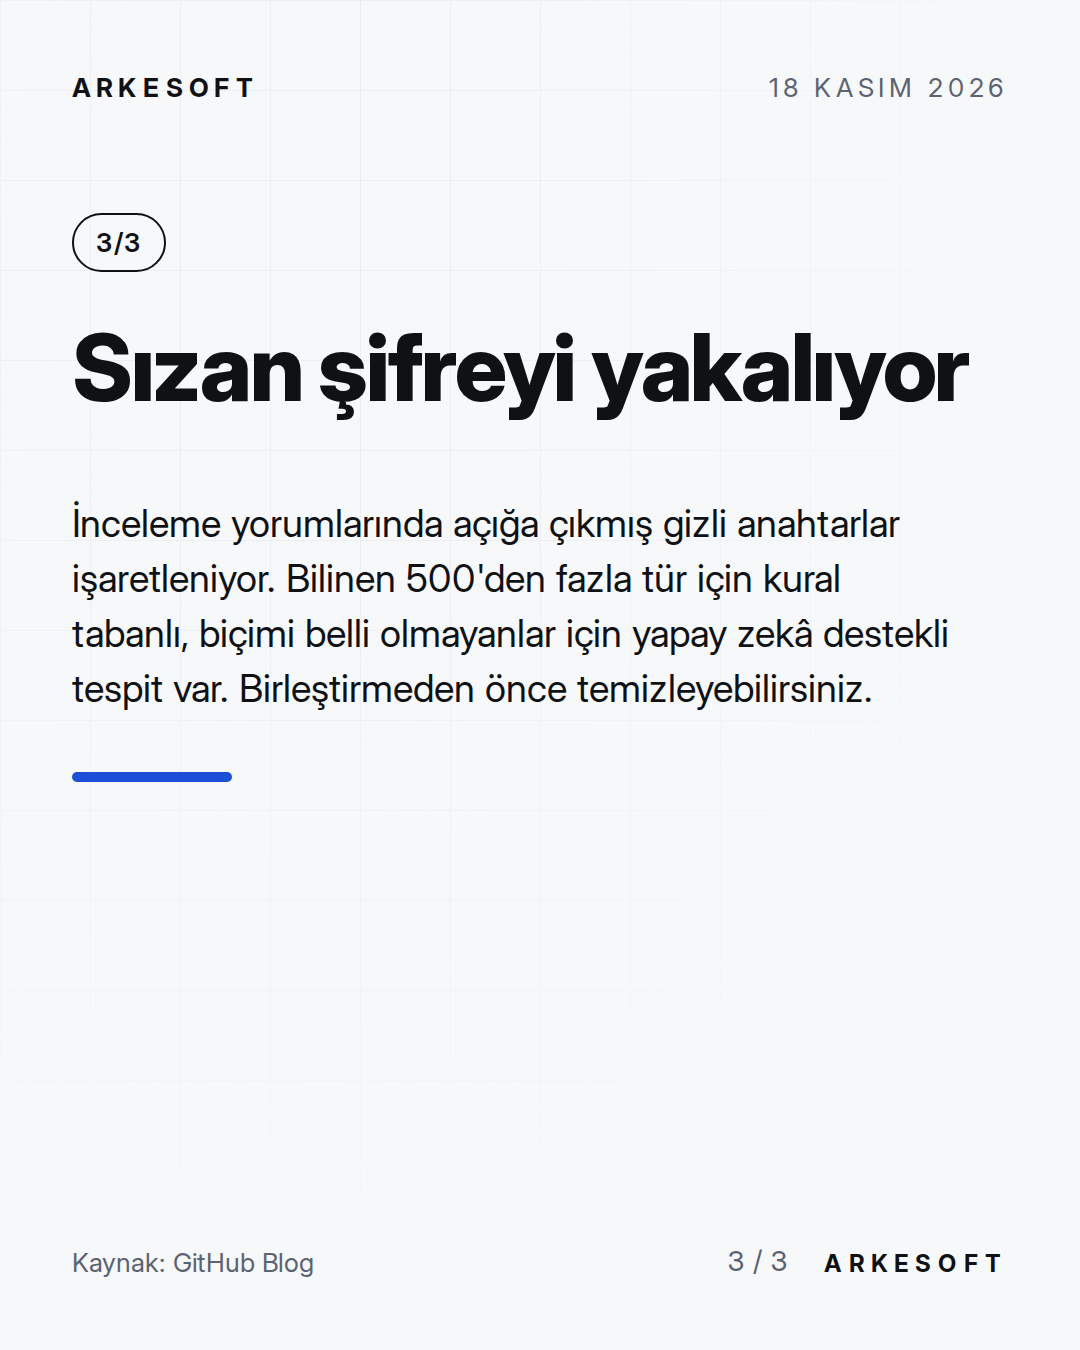 ARKESOFT
18 KASIM 2026
3/3
Sızan şifreyi yakalıyor
İnceleme yorumlarında açığa çıkmış gizli anahtarlar
işaretleniyor. Bilinen 500'den fazla tür için kural
tabanlı, biçimi belli olmayanlar için yapay zekâ destekli
tespit var. Birleştirmeden önce temizleyebilirsiniz.
Kaynak: GitHub Blog
3 / 3
ARKESOFT